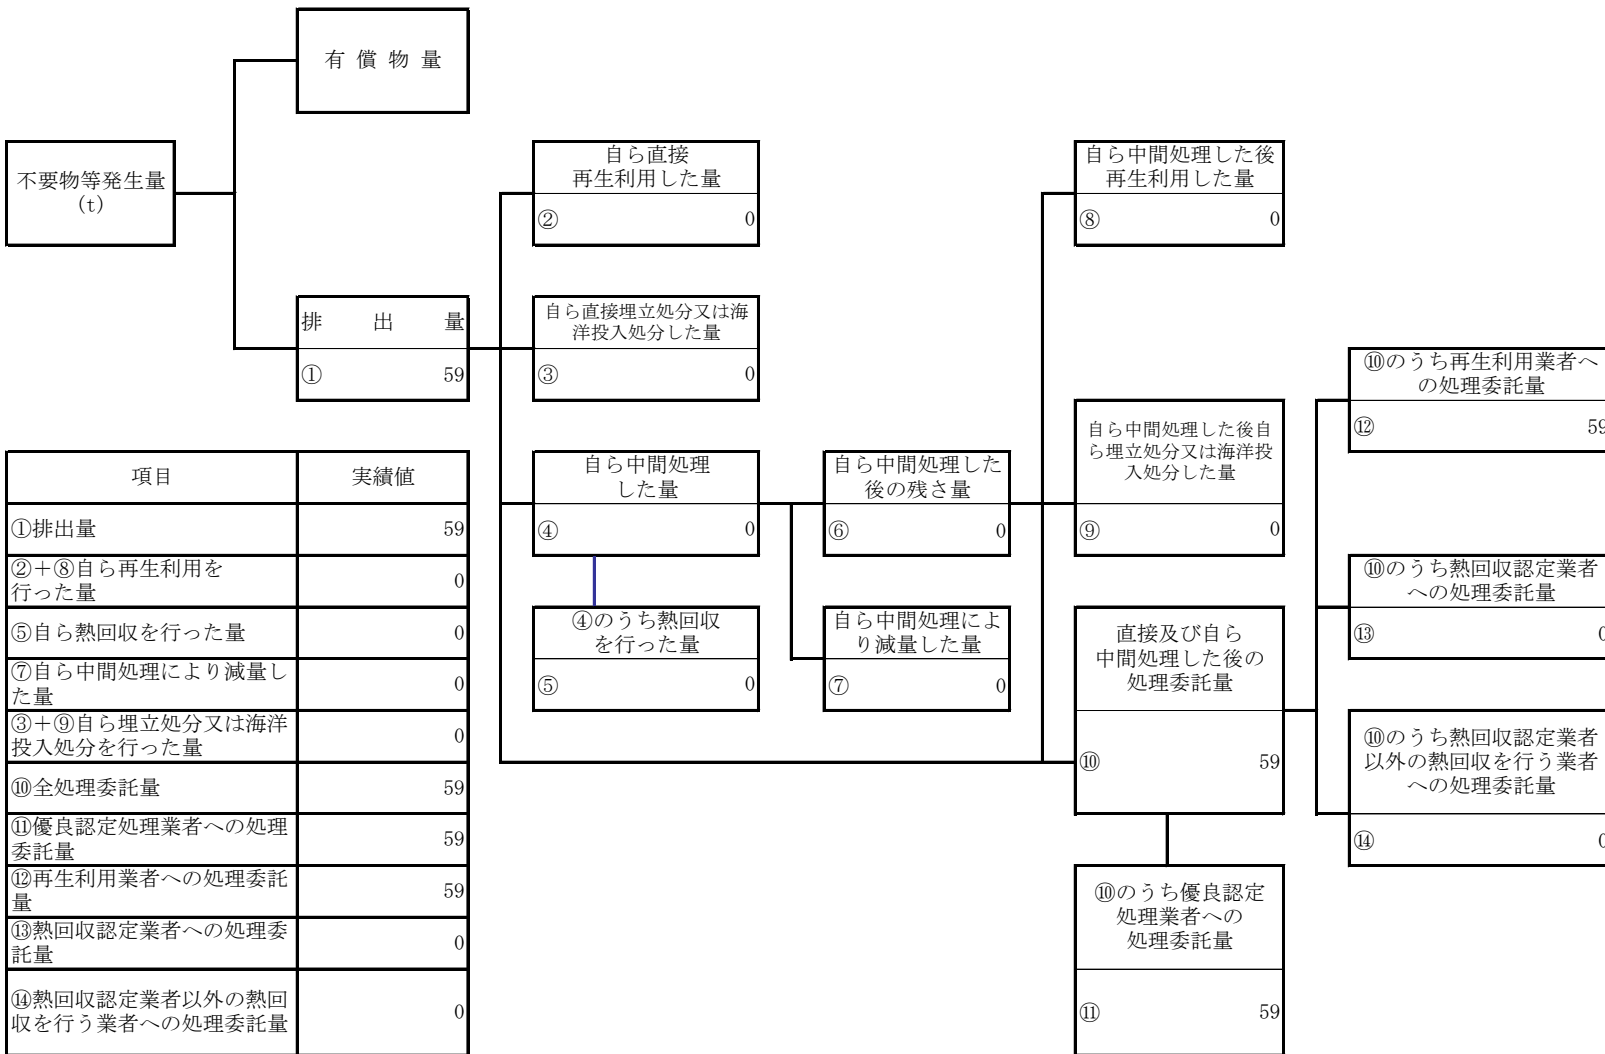 有償物量
不要物等発生量
(t)
自ら直接
再生利用した量
② 0
自ら中間処理した後
再生利用した量
⑧ 0
排出量
① 59
自ら直接埋立処分又は海
洋投入処分した量
③ 0
⑩のうち再生利用業者へ
の処理委託量
⑫ 59
自ら中間処理した後自
ら埋立処分又は海洋投
入処分した量
⑨ 0
自ら中間処理
した量
④ 0
自ら中間処理した
後の残さ量
⑥ 0
⑩のうち熱回収認定業者
への処理委託量
⑬ 0
④のうち熱回収
を行った量
⑤ 0
自ら中間処理によ
り減量した量
⑦ 0
直接及び自ら
中間処理した後の
処理委託量
⑩ 59
⑩のうち熱回収認定業者
以外の熱回収を行う業者
への処理委託量
⑭ 0
⑩のうち優良認定
処理業者への
処理委託量
⑪ 59
項目 実績値
①排出量 59
②+⑧自ら再生利用を
行った量 0
⑤自ら熱回収を行った量 0
⑦自ら中間処理により減量し
た量 0
③+⑨自ら埋立処分又は海洋
投入処分を行った量 0
⑩全処理委託量 59
⑪優良認定処理業者への処理
委託量 59
⑫再生利用業者への処理委託
量 59
⑬熱回収認定業者への処理委
託量 0
⑭熱回収認定業者以外の熱回
収を行う業者への処理委託量 0